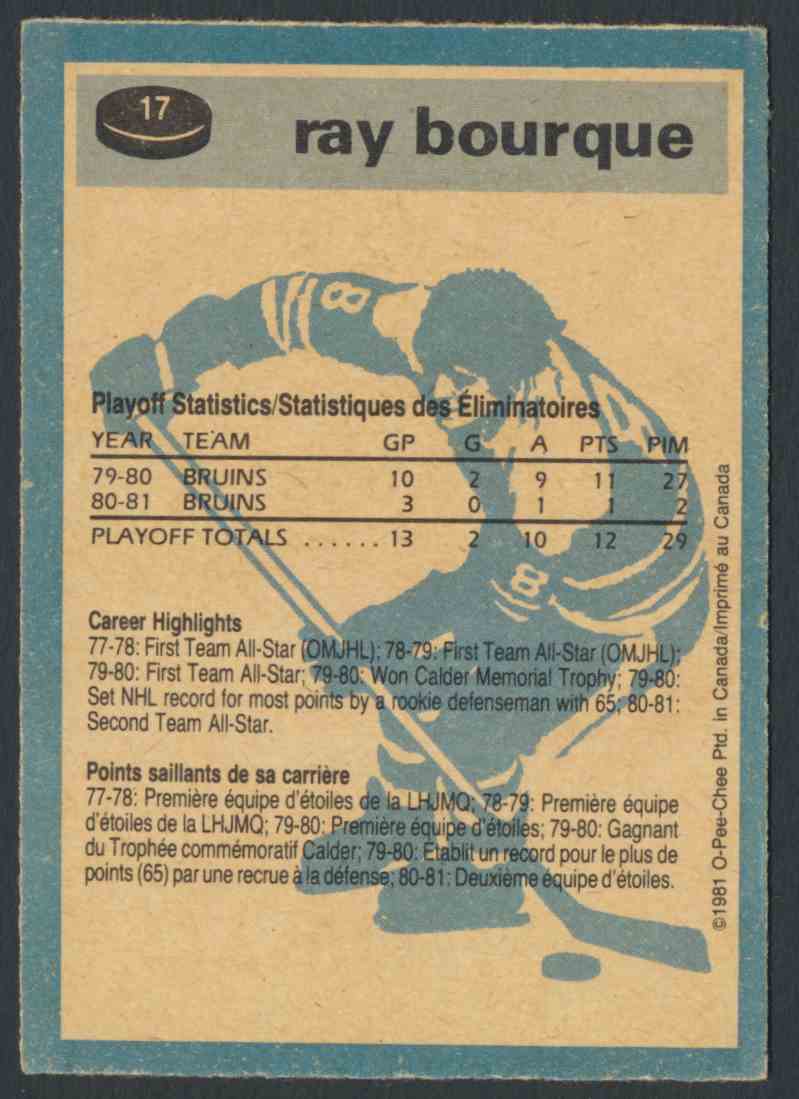 17
ray bourque
8
Playoff Statistics/Statistiques des Éliminatoires
YEAR TEAM GP G A PTS PIM
79-80 BRUINS 10 2 9 11 27
80-81 BRUINS 3 0 1 1 2
PLAYOFF TOTALS ...... 13 2 10 12 29
8
Career Highlights
77-78: First Team All-Star (OMJHL); 78-79: First Team All-Star (OMJHL);
79-80: First Team All-Star; 79-80: Won Calder Memorial Trophy; 79-80:
Set NHL record for most points by a rookie defenseman with 65; 80-81:
Second Team All-Star.
Points saillants de sa carrière
77-78: Première équipe d'étoiles de la LHJMQ; 78-79: Première équipe
d'étoiles de la LHJMQ; 79-80: Première équipe d'étoiles; 79-80: Gagnant
du Trophée commémoratif Calder; 79-80: Établit un record pour le plus de
points (65) par une recrue à la défense; 80-81: Deuxième équipe d'étoiles.
©1981 O-Pee-Chee Ptd. in Canada/Imprimé au Canada